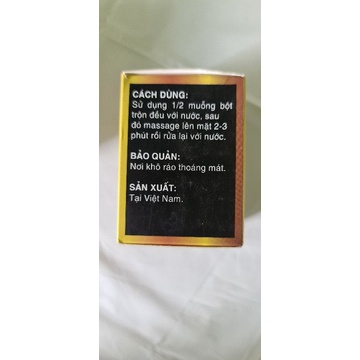 CÁCH DÙNG:
Sử dụng 1/2 muỗng bột
trộn đều với nước, sau
đó massage lên mặt 2-3
phút rồi rửa lại với nước.
BẢO QUẢN:
Nơi khô ráo thoáng mát.
SẢN XUẤT:
Tại Việt Nam.